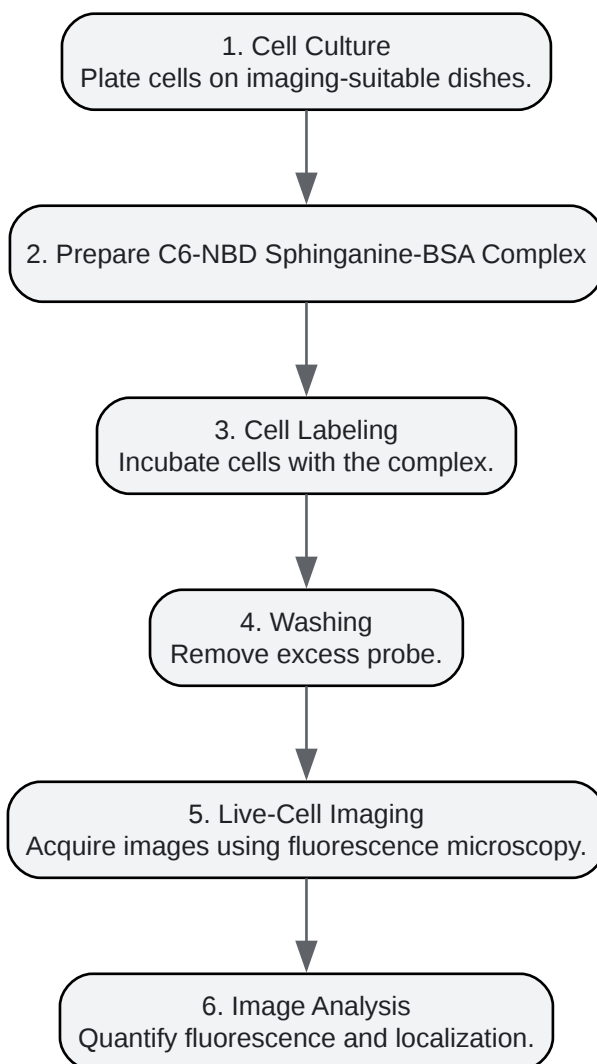 1. Cell Culture
Plate cells on imaging-suitable dishes.
2. Prepare C6-NBD Sphinganine-BSA Complex
3. Cell Labeling
Incubate cells with the complex.
4. Washing
Remove excess probe.
5. Live-Cell Imaging
Acquire images using fluorescence microscopy.
6. Image Analysis
Quantify fluorescence and localization.